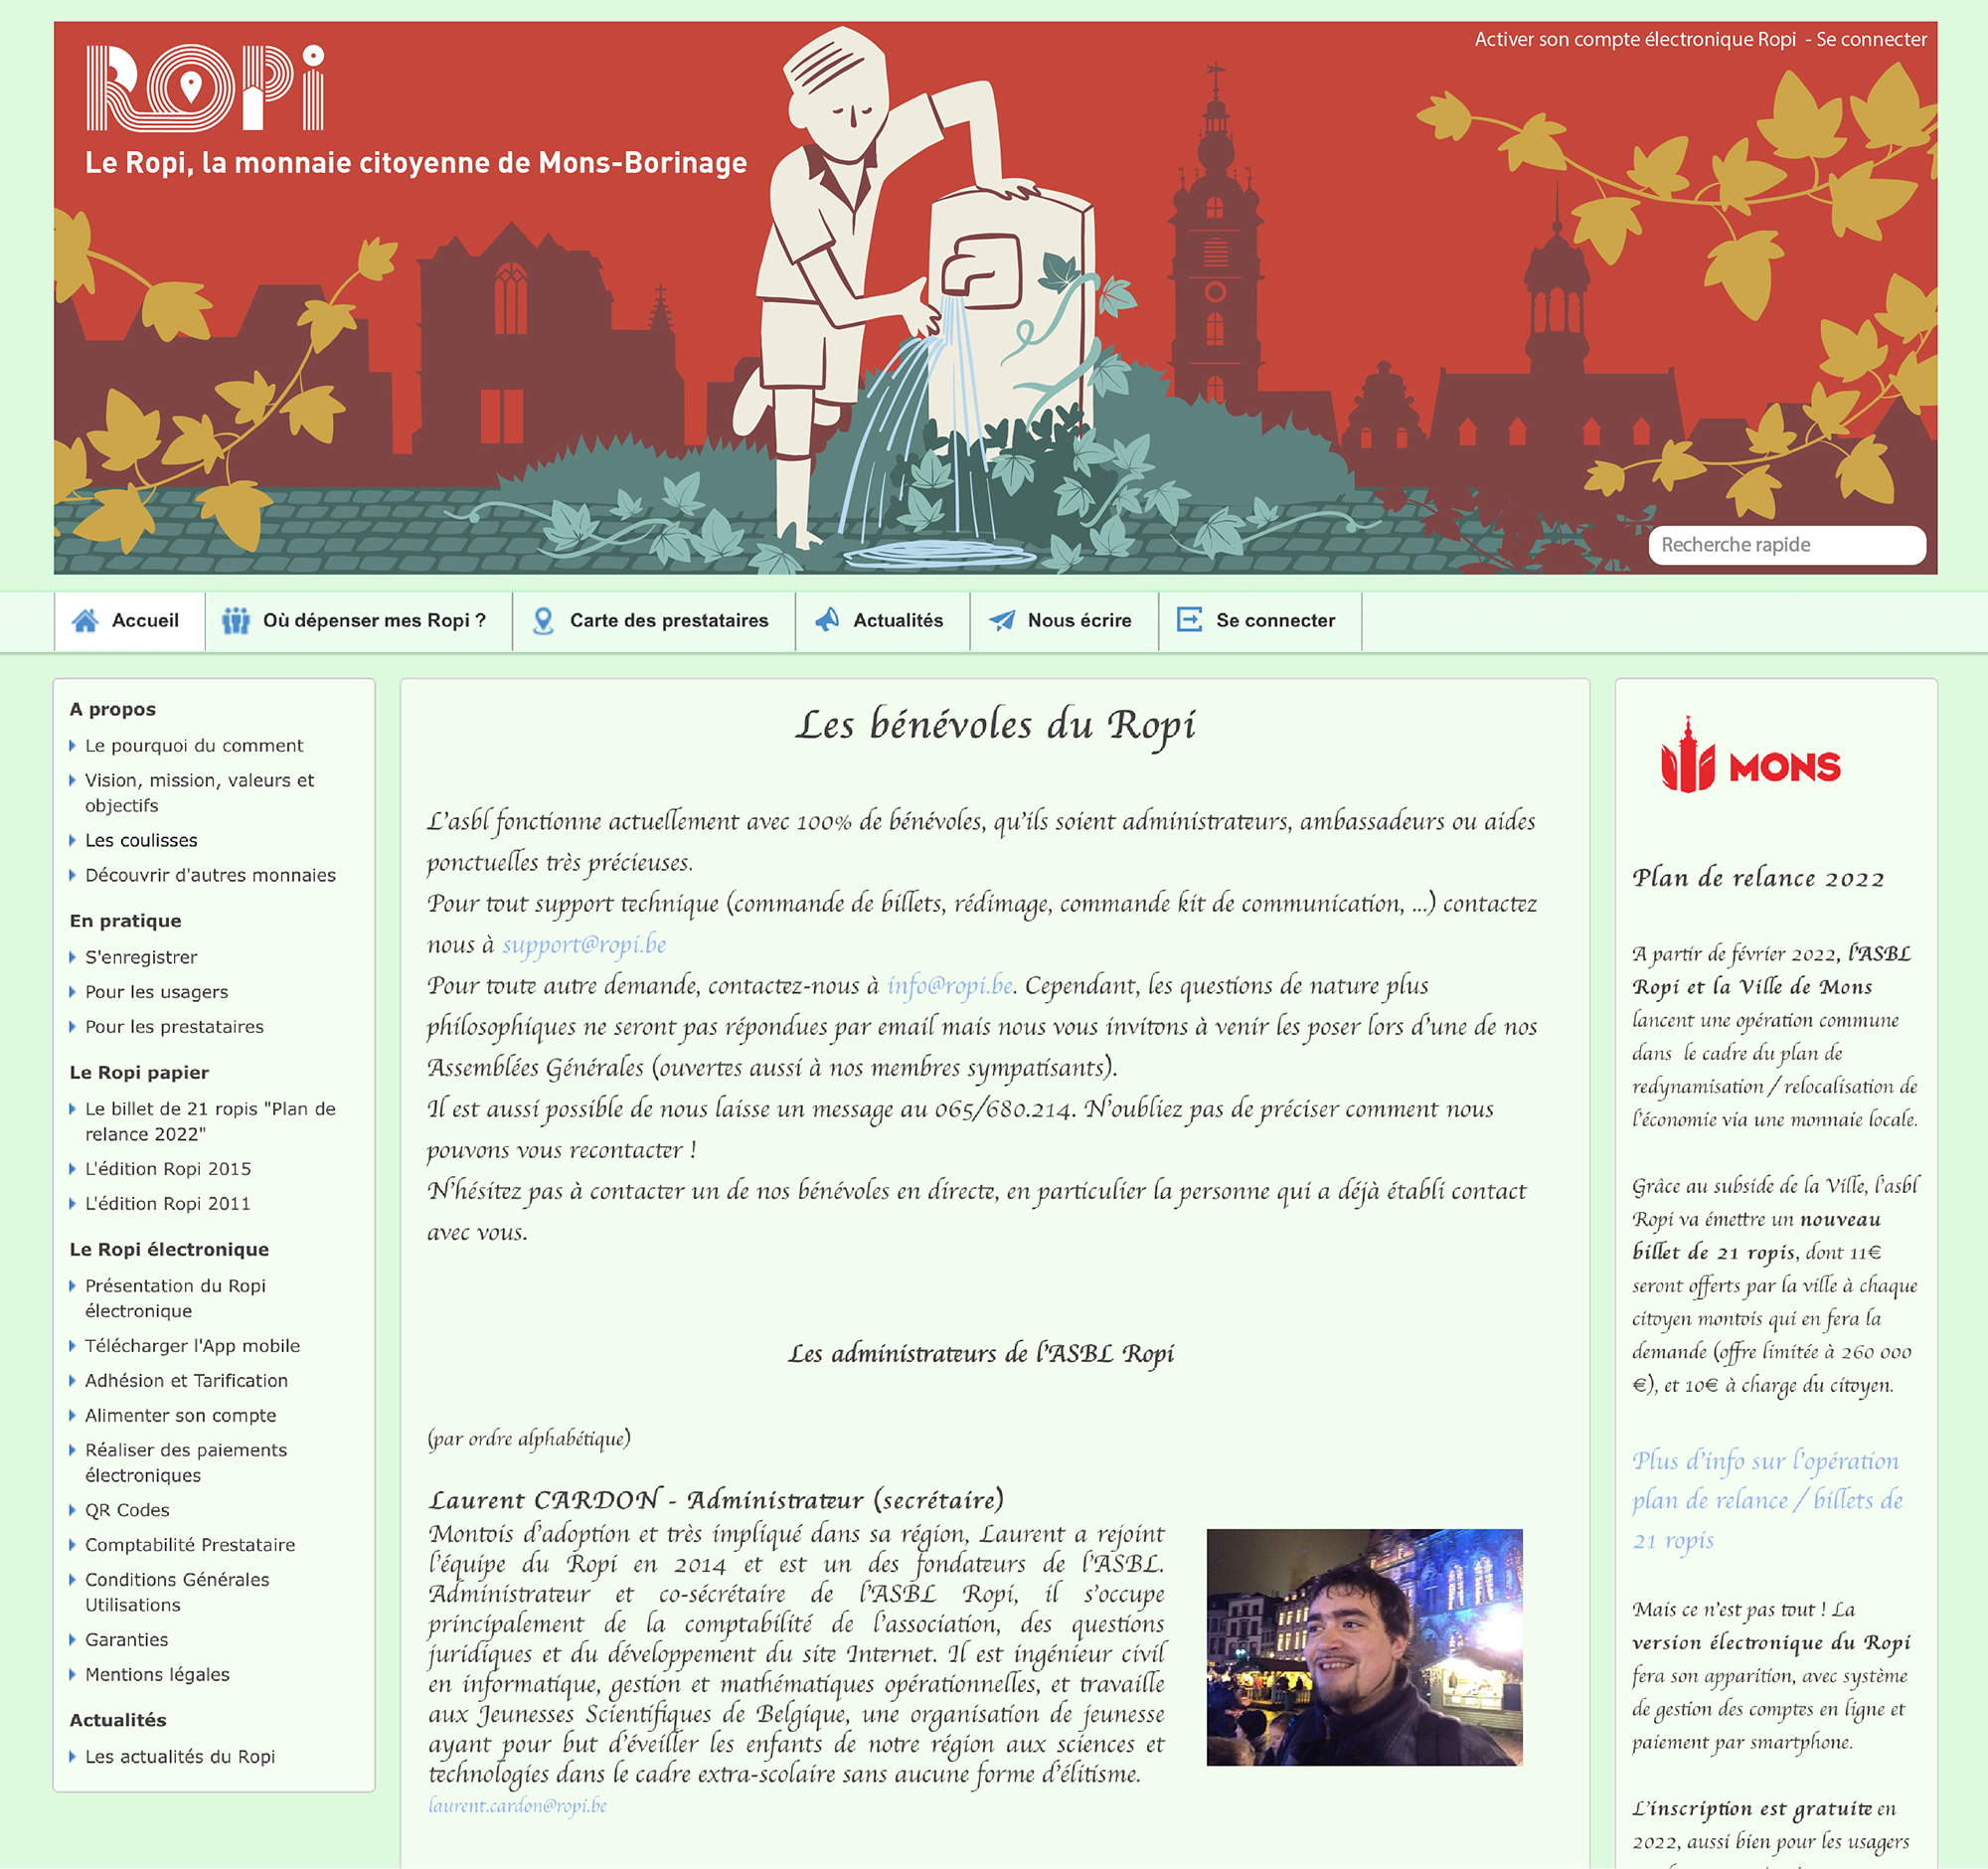 Activer son compte électronique Ropi - Se connecter
ROPi
Le Ropi, la monnaie citoyenne de Mons-Borinage
Recherche rapide
Accueil
Où dépenser mes Ropi ?
Carte des prestataires
Actualités
Nous écrire
Se connecter
A propos
Le pourquoi du comment
Vision, mission, valeurs et
objectifs
Les coulisses
Découvrir d'autres monnaies
En pratique
S'enregistrer
Pour les usagers
Pour les prestataires
Le Ropi papier
Le billet de 21 ropis "Plan de
relance 2022"
L'édition Ropi 2015
L'édition Ropi 2011
Le Ropi électronique
Présentation du Ropi
électronique
Télécharger l'App mobile
Adhésion et Tarification
Alimenter son compte
Réaliser des paiements
électroniques
QR Codes
Comptabilité Prestataire
Conditions Générales
Utilisations
Garanties
Mentions légales
Actualités
Les actualités du Ropi
Les bénévoles du Ropi
L'asbl fonctionne actuellement avec 100% de bénévoles, qu'ils soient administrateurs, ambassadeurs ou aides
ponctuelles très précieuses.
Pour tout support technique (commande de billets, rédimage, commande kit de communication, ...) contactez
nous à support@ropi.be
Pour toute autre demande, contactez-nous à info@ropi.be. Cependant, les questions de nature plus
philosophiques ne seront pas répondues par email mais nous vous invitons à venir les poser lors d'une de nos
Assemblées Générales (ouvertes aussi à nos membres sympatisants).
Il est aussi possible de nous laisse un message au 065/680.214. N'oubliez pas de préciser comment nous
pouvons vous recontacter !
N'hésitez pas à contacter un de nos bénévoles en directe, en particulier la personne qui a déjà établi contact
avec vous.
Les administrateurs de l'ASBL Ropi
(par ordre alphabétique)
Laurent CARDON - Administrateur (secrétaire)
Montois d'adoption et très impliqué dans sa région, Laurent a rejoint
l'équipe du Ropi en 2014 et est un des fondateurs de l'ASBL.
Administrateur et co-sécrétaire de l'ASBL Ropi, il s'occupe
principalement de la comptabilité de l'association, des questions
juridiques et du développement du site Internet. Il est ingénieur civil
en informatique, gestion et mathématiques opérationnelles, et travaille
aux Jeunesses Scientifiques de Belgique, une organisation de jeunesse
ayant pour but d'éveiller les enfants de notre région aux sciences et
technologies dans le cadre extra-scolaire sans aucune forme d'élitisme.
laurent.cardon@ropi.be
MONS
Plan de relance 2022
A partir de février 2022, l'ASBL
Ropi et la Ville de Mons
lancent une opération commune
dans le cadre du plan de
redynamisation / relocalisation de
l'économie via une monnaie locale.
Grâce au subside de la Ville, l'asbl
Ropi va émettre un nouveau
billet de 21 ropis, dont 11€
seront offerts par la ville à chaque
citoyen montois qui en fera la
demande (offre limitée à 260 000
€), et 10€ à charge du citoyen.
Plus d'info sur l'opération
plan de relance / billets de
21 ropis
Mais ce n'est pas tout ! La
version électronique du Ropi
fera son apparition, avec système
de gestion des comptes en ligne et
paiement par smartphone.
L'inscription est gratuite en
2022, aussi bien pour les usagers